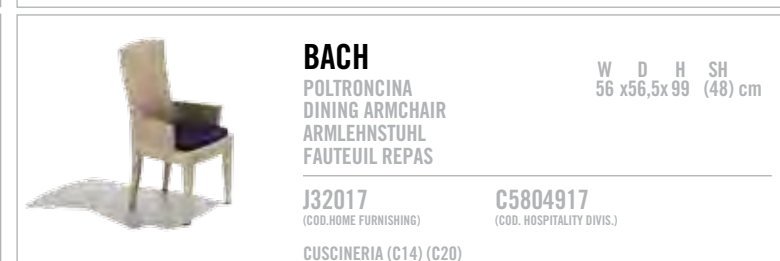 BACH
POLTRONCINA
DINING ARMCHAIR
ARMLEHNSTUHL
FAUTEUIL REPAS
W D H SH
56 x56,5x 99 (48) cm
J32017
(COD.HOME FURNISHING)
C5804917
(COD. HOSPITALITY DIVIS.)
CUSCINERIA (C14) (C20)